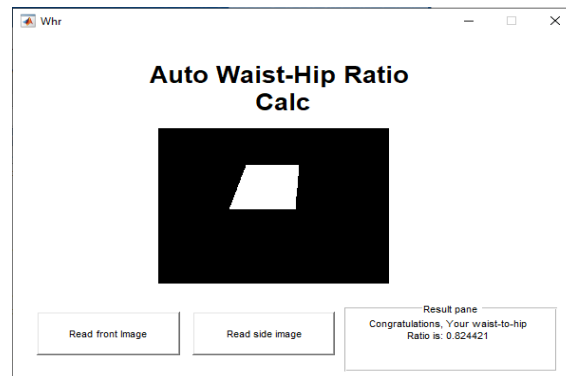 Whr
Auto Waist-Hip Ratio
Calc
Read front Image
Read side image
Result pane
Congratulations, Your waist-to-hip
Ratio is: 0.824421